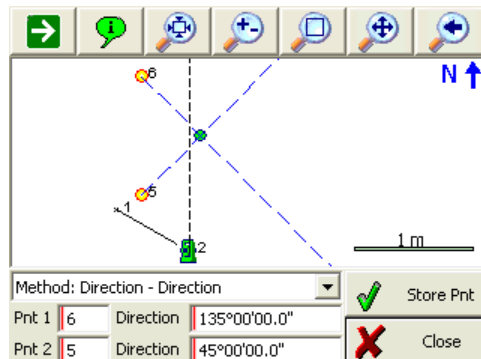 N
6
5
1
2
1 m
Method: Direction - Direction
Pnt 1 6 Direction 135°00'00.0"
Store Pnt
Pnt 2 5 Direction 45°00'00.0"
Close